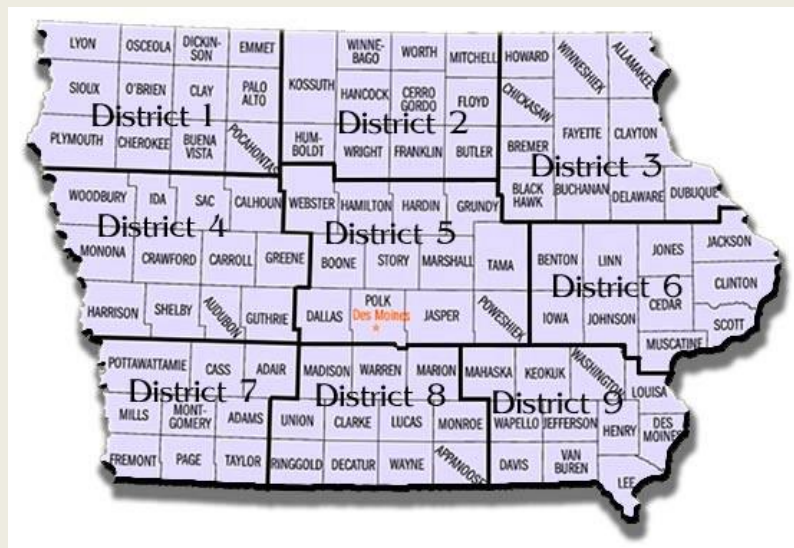 LYON OSCEOLA DICKIN-SON EMMET
WINNE-BAGO WORTH MITCHELL HOWARD WINNESHIEK ALLAMAKEE
SIOUX O'BRIEN CLAY PALO ALTO
KOSSUTH HANCOCK CERRO GORDO FLOYD CHICKASAW
District 1
District 2
FAYETTE CLAYTON
PLYMOUTH CHEROKEE BUENA VISTA POCAHONTAS
HUM-BOLDT WRIGHT FRANKLIN BUTLER BREMER
District 3
BLACK HAWK BUCHANAN DELAWARE DUBUQUE
WOODBURY IDA SAC CALHOUN
WEBSTER HAMILTON HARDIN GRUNDY
District 4
District 5
MONONA CRAWFORD CARROLL GREENE
BOONE STORY MARSHALL TAMA
BENTON LINN JONES JACKSON
District 6
CLINTON
HARRISON SHELBY AUDUBON GUTHRIE
DALLAS POLK JASPER POWESHIEK
Des Moines
IOWA JOHNSON CEDAR SCOTT
MUSCATINE
POTTAWATTAMIE CASS ADAIR
MADISON WARREN MARION MAHASKA KEOKUK WASHINGTON LOUISA
District 7
District 8
District 9
MILLS MONT-GOMERY ADAMS
UNION CLARKE LUCAS MONROE
WAPELLO JEFFERSON HENRY DES MOINES
FREMONT PAGE TAYLOR
RINGGOLD DECATUR WAYNE APPANOOSE
DAVIS VAN BUREN LEE